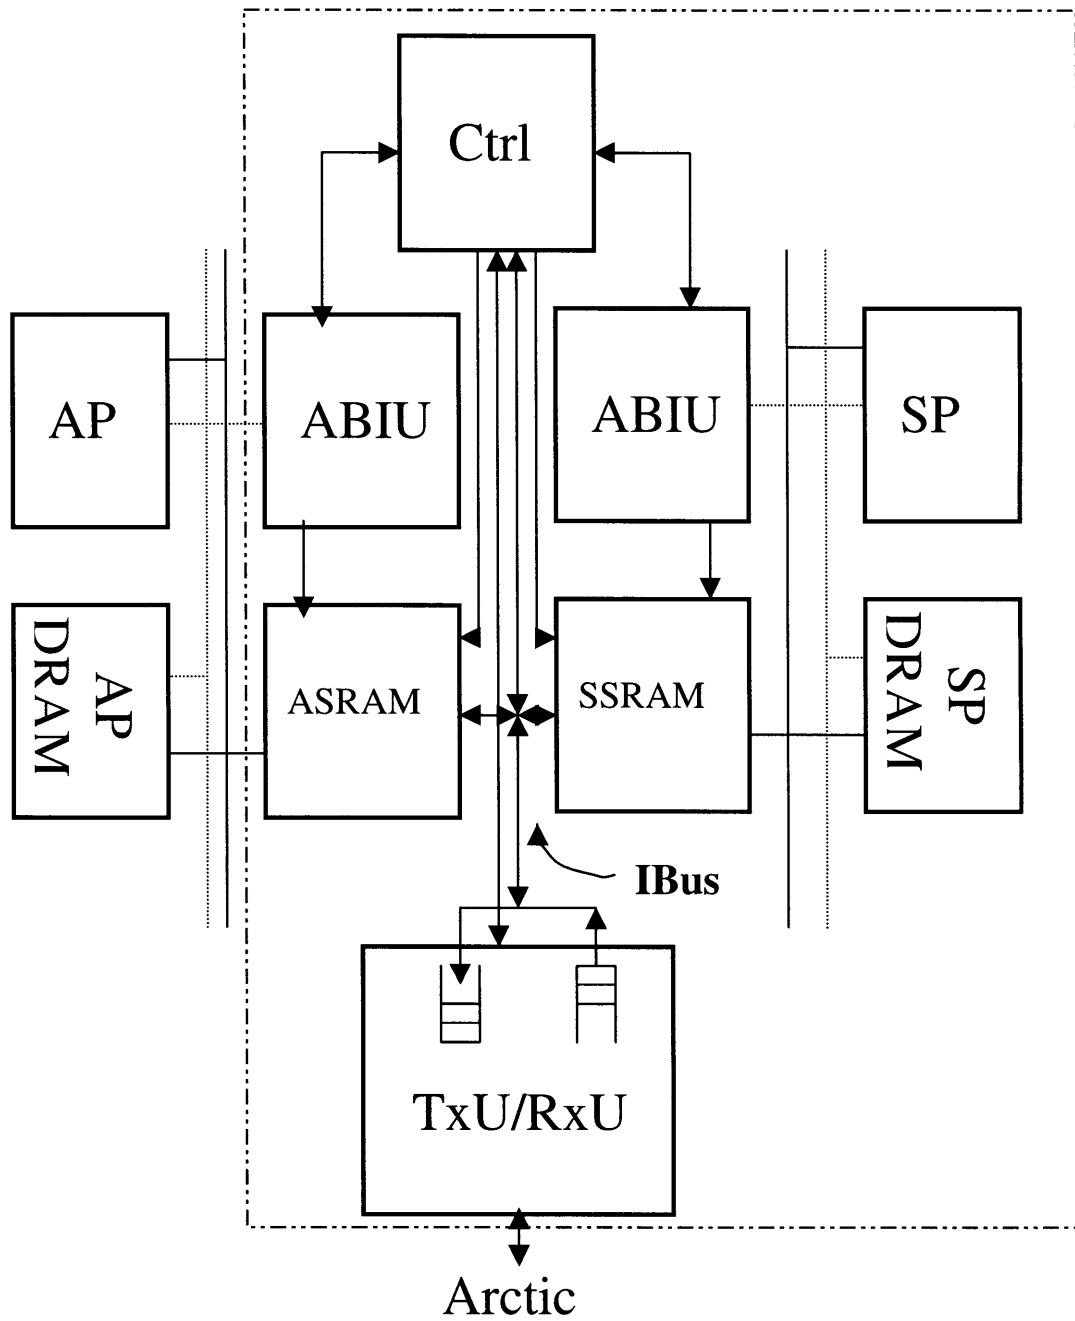 Ctrl
AP
ABIU
ABIU
SP
AP
DRAM
ASRAM
SSRAM
SP
DRAM
IBus
TxU/RxU
Arctic